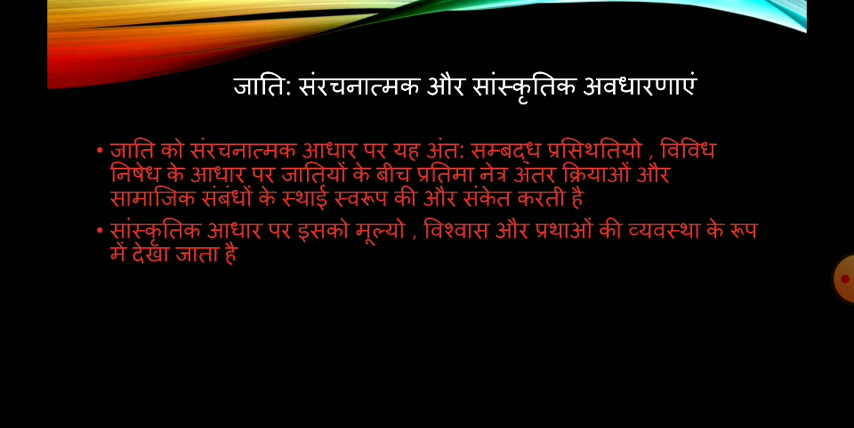 जाति: संरचनात्मक और सांस्कृतिक अवधारणाएं
• जाति को संरचनात्मक आधार पर यह अंत: सम्बद्ध प्रसिथतियो , विविध
निषेध के आधार पर जातियों के बीच प्रतिमा नेत्र अंतर क्रियाओं और
सामाजिक संबंधों के स्थाई स्वरूप की और संकेत करती है
• सांस्कृतिक आधार पर इसको मूल्यो , विश्वास और प्रथाओं की व्यवस्था के रूप
में देखा जाता है